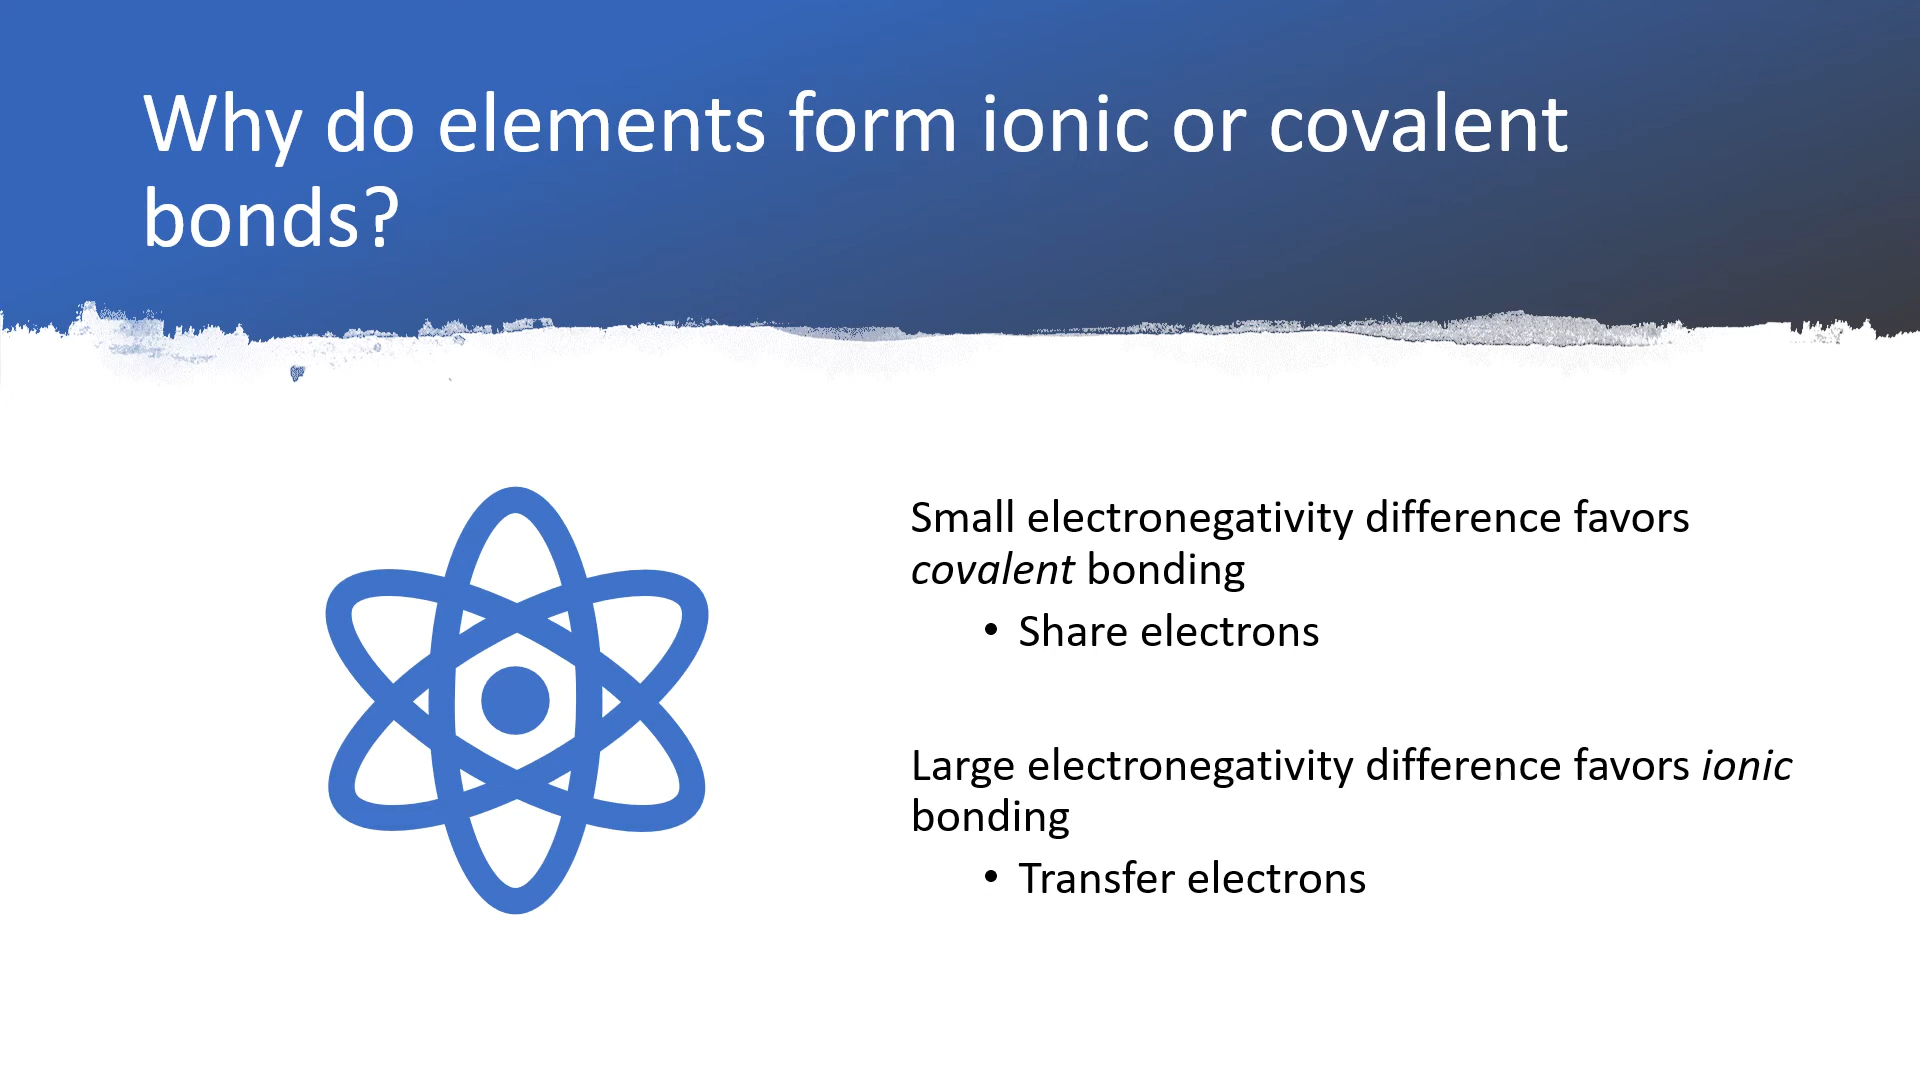 Why do elements form ionic or covalent
bonds?
Small electronegativity difference favors
covalent bonding
• Share electrons
Large electronegativity difference favors ionic
bonding
• Transfer electrons